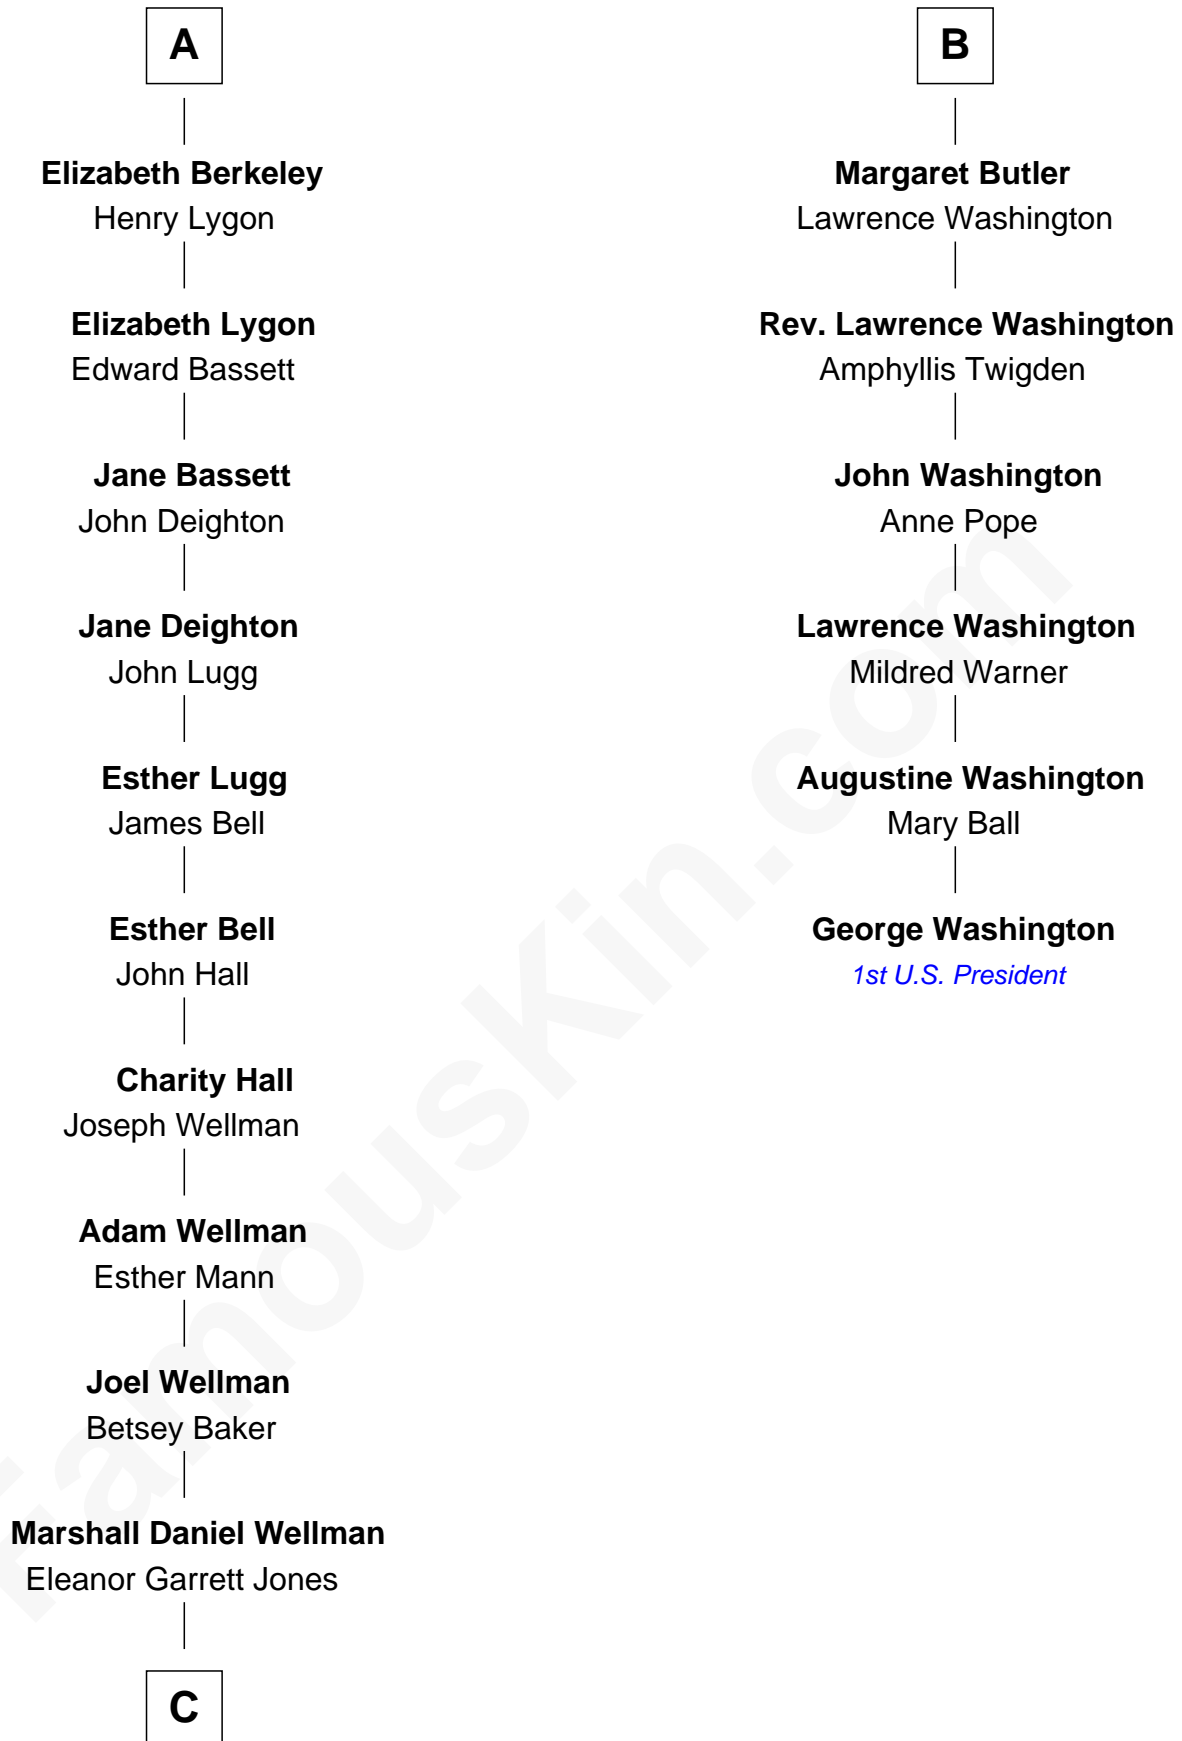 A
Elizabeth Berkeley
Henry Lygon
Elizabeth Lygon
Edward Bassett
Jane Bassett
John Deighton
Jane Deighton
John Lugg
Esther Lugg
James Bell
Esther Bell
John Hall
Charity Hall
Joseph Wellman
Adam Wellman
Esther Mann
Joel Wellman
Betsey Baker
Marshall Daniel Wellman
Eleanor Garrett Jones
C
B
Margaret Butler
Lawrence Washington
Rev. Lawrence Washington
Amphyllis Twigden
John Washington
Anne Pope
Lawrence Washington
Mildred Warner
Augustine Washington
Mary Ball
George Washington
1st U.S. President
FamousKin.com